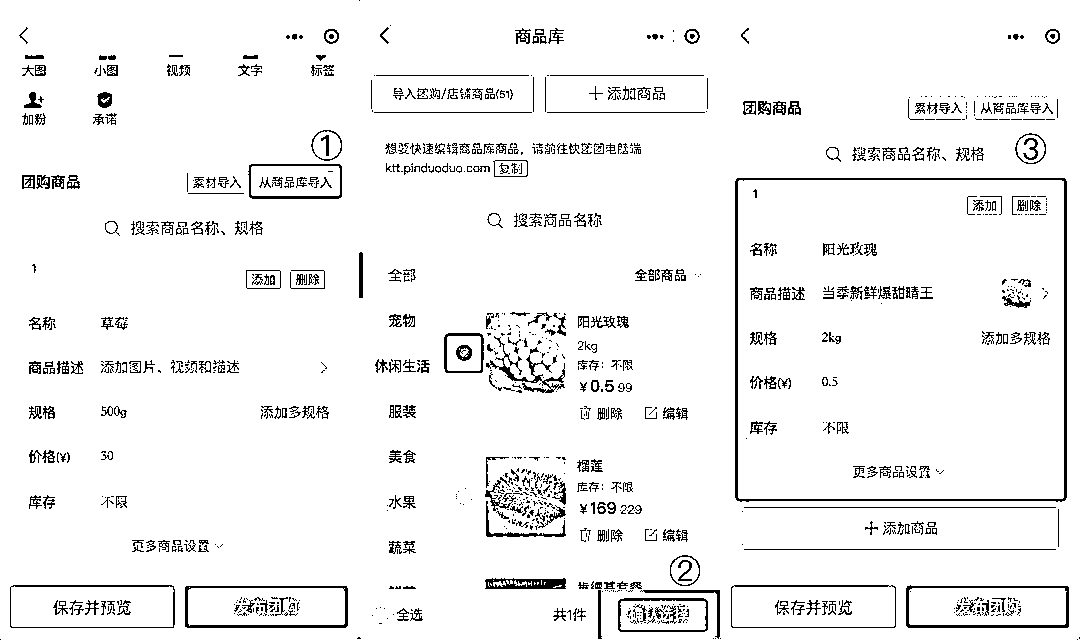 大图 小图 视频 文字 标签
加粉 承诺
①
团购商品 素材导入 从商品库导入
搜索商品名称、规格
1
添加 删除
名称 草莓
商品描述 添加图片、视频和描述
规格 500g 添加多规格
价格(¥) 30
库存 不限
更多商品设置
保存并预览 发布团购
商品库
导入团购/店铺商品(51) 添加商品
想要快速编辑商品库商品，请前往快团团电脑端
ktt.pinduoduo.com 复制
搜索商品名称
全部 全部商品
宠物
休闲生活
服装
美食
水果
蔬菜
阳光玫瑰
2kg
库存：不限
¥0.5 99
删除 编辑
榴莲
库存：不限
¥169 229
删除 编辑
②
全选 共1件 确认选择
团购商品 素材导入 从商品库导入
搜索商品名称、规格 ③
1
添加 删除
名称 阳光玫瑰
商品描述 当季新鲜爆甜晴王
规格 2kg 添加多规格
价格(¥) 0.5
库存 不限
更多商品设置
添加商品
保存并预览 发布团购